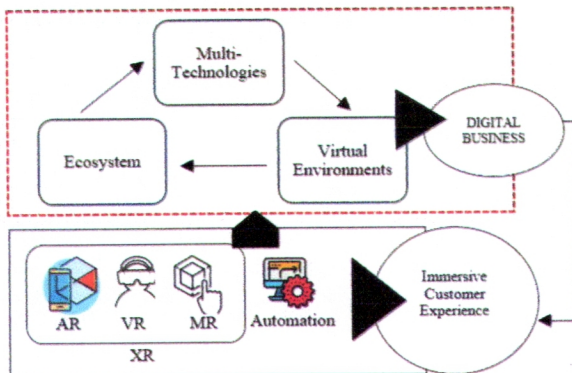 Multi-
Technologies
Ecosystem
Virtual
Environments
DIGITAL
BUSINESS
AR
VR
MR
Automation
XR
Immersive
Customer
Experience